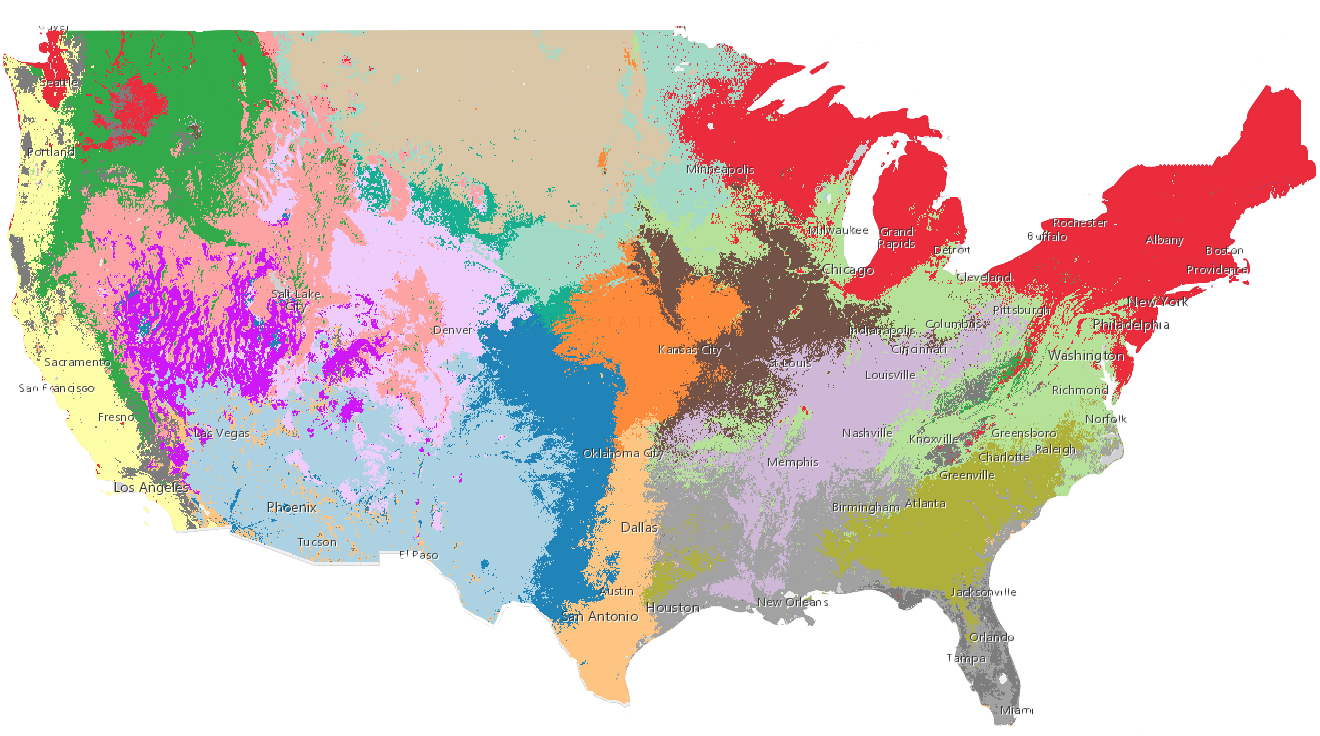 Seattle
Portland
Minneapolis
Milwaukee
Grand
Rapids
Detroit
Rochester
Buffalo
Albany
Boston
Providence
Chicago
Cleveland
Salt Lake
City
New York
Pittsburgh
Philadelphia
Denver
Indianapolis
Columbus
Kansas City
Cincinnati
Washington
Sacramento
St Louis
Louisville
San Francisco
Richmond
Fresno
Norfolk
Las Vegas
Nashville
Knoxville
Greensboro
Oklahoma City
Raleigh
Charlotte
Memphis
Greenville
Los Angeles
Phoenix
Birmingham
Atlanta
Dallas
Tucson
El Paso
Austin
Jacksonville
San Antonio
Houston
New Orleans
Orlando
Tampa
Miami